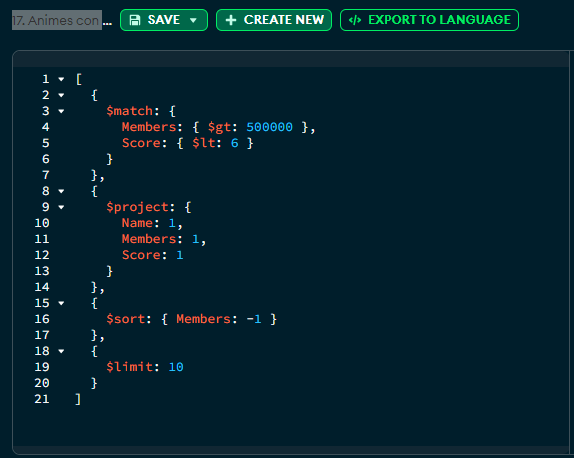 17. Animes con ... SAVE + CREATE NEW </> EXPORT TO LANGUAGE
1 [
2 {
3 $match: {
4 Members: { $gt: 500000 },
5 Score: { $lt: 6 }
6 }
7 },
8 {
9 $project: {
10 Name: 1,
11 Members: 1,
12 Score: 1
13 }
14 },
15 {
16 $sort: { Members: -1 }
17 },
18 {
19 $limit: 10
20 }
21 ]